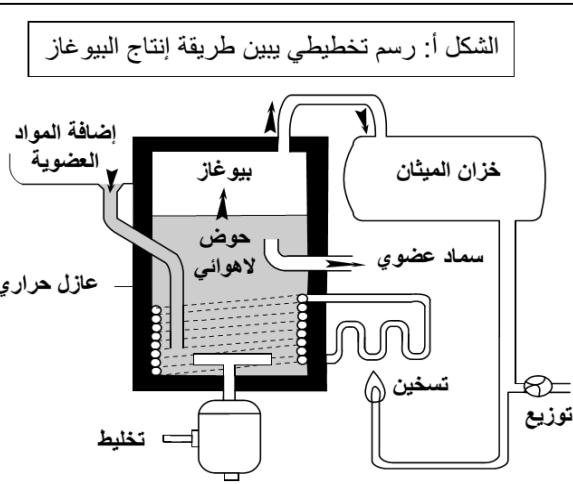 الشكل أ: رسم تخطيطي يبين طريقة إنتاج البيوغاز
إضافة المواد
العضوية
بيوغاز
خزان الميثان
حوض
لاهوائي
سماد عضوي
عازل حراري
تسخين
توزيع
تخليط